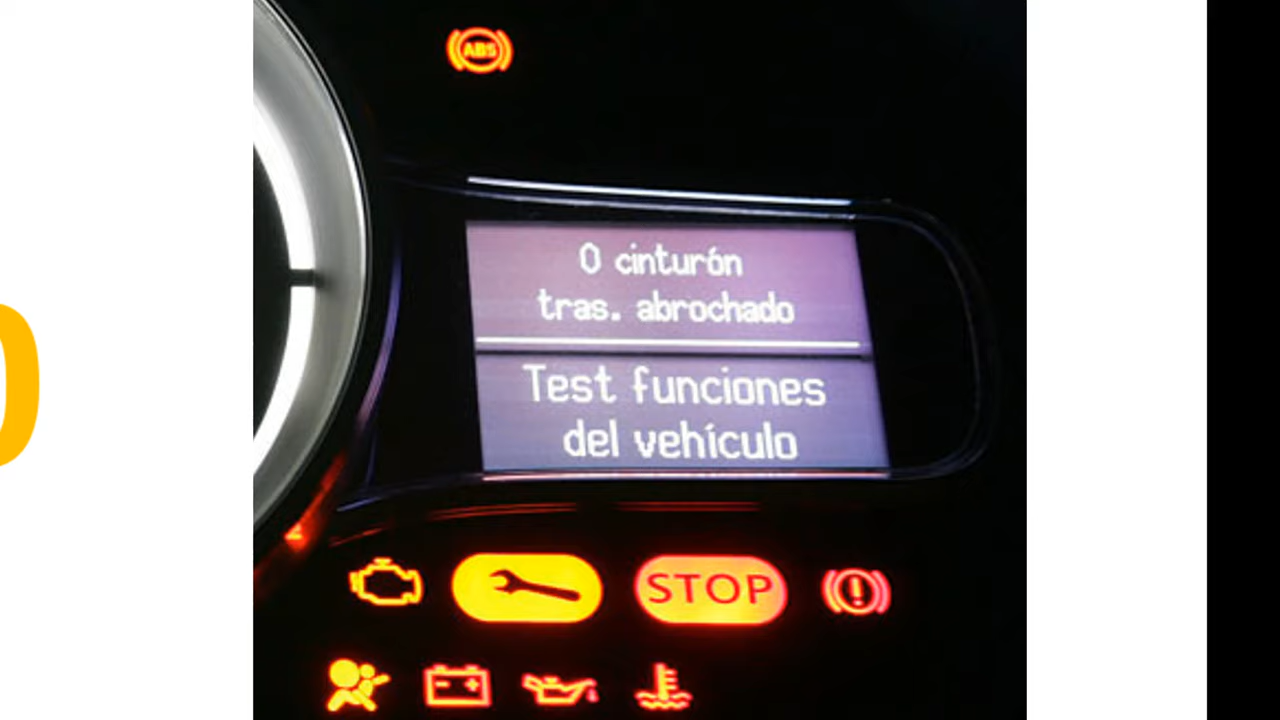 ABS
0 cinturón
tras. abrochado
Test funciones
del vehículo
STOP